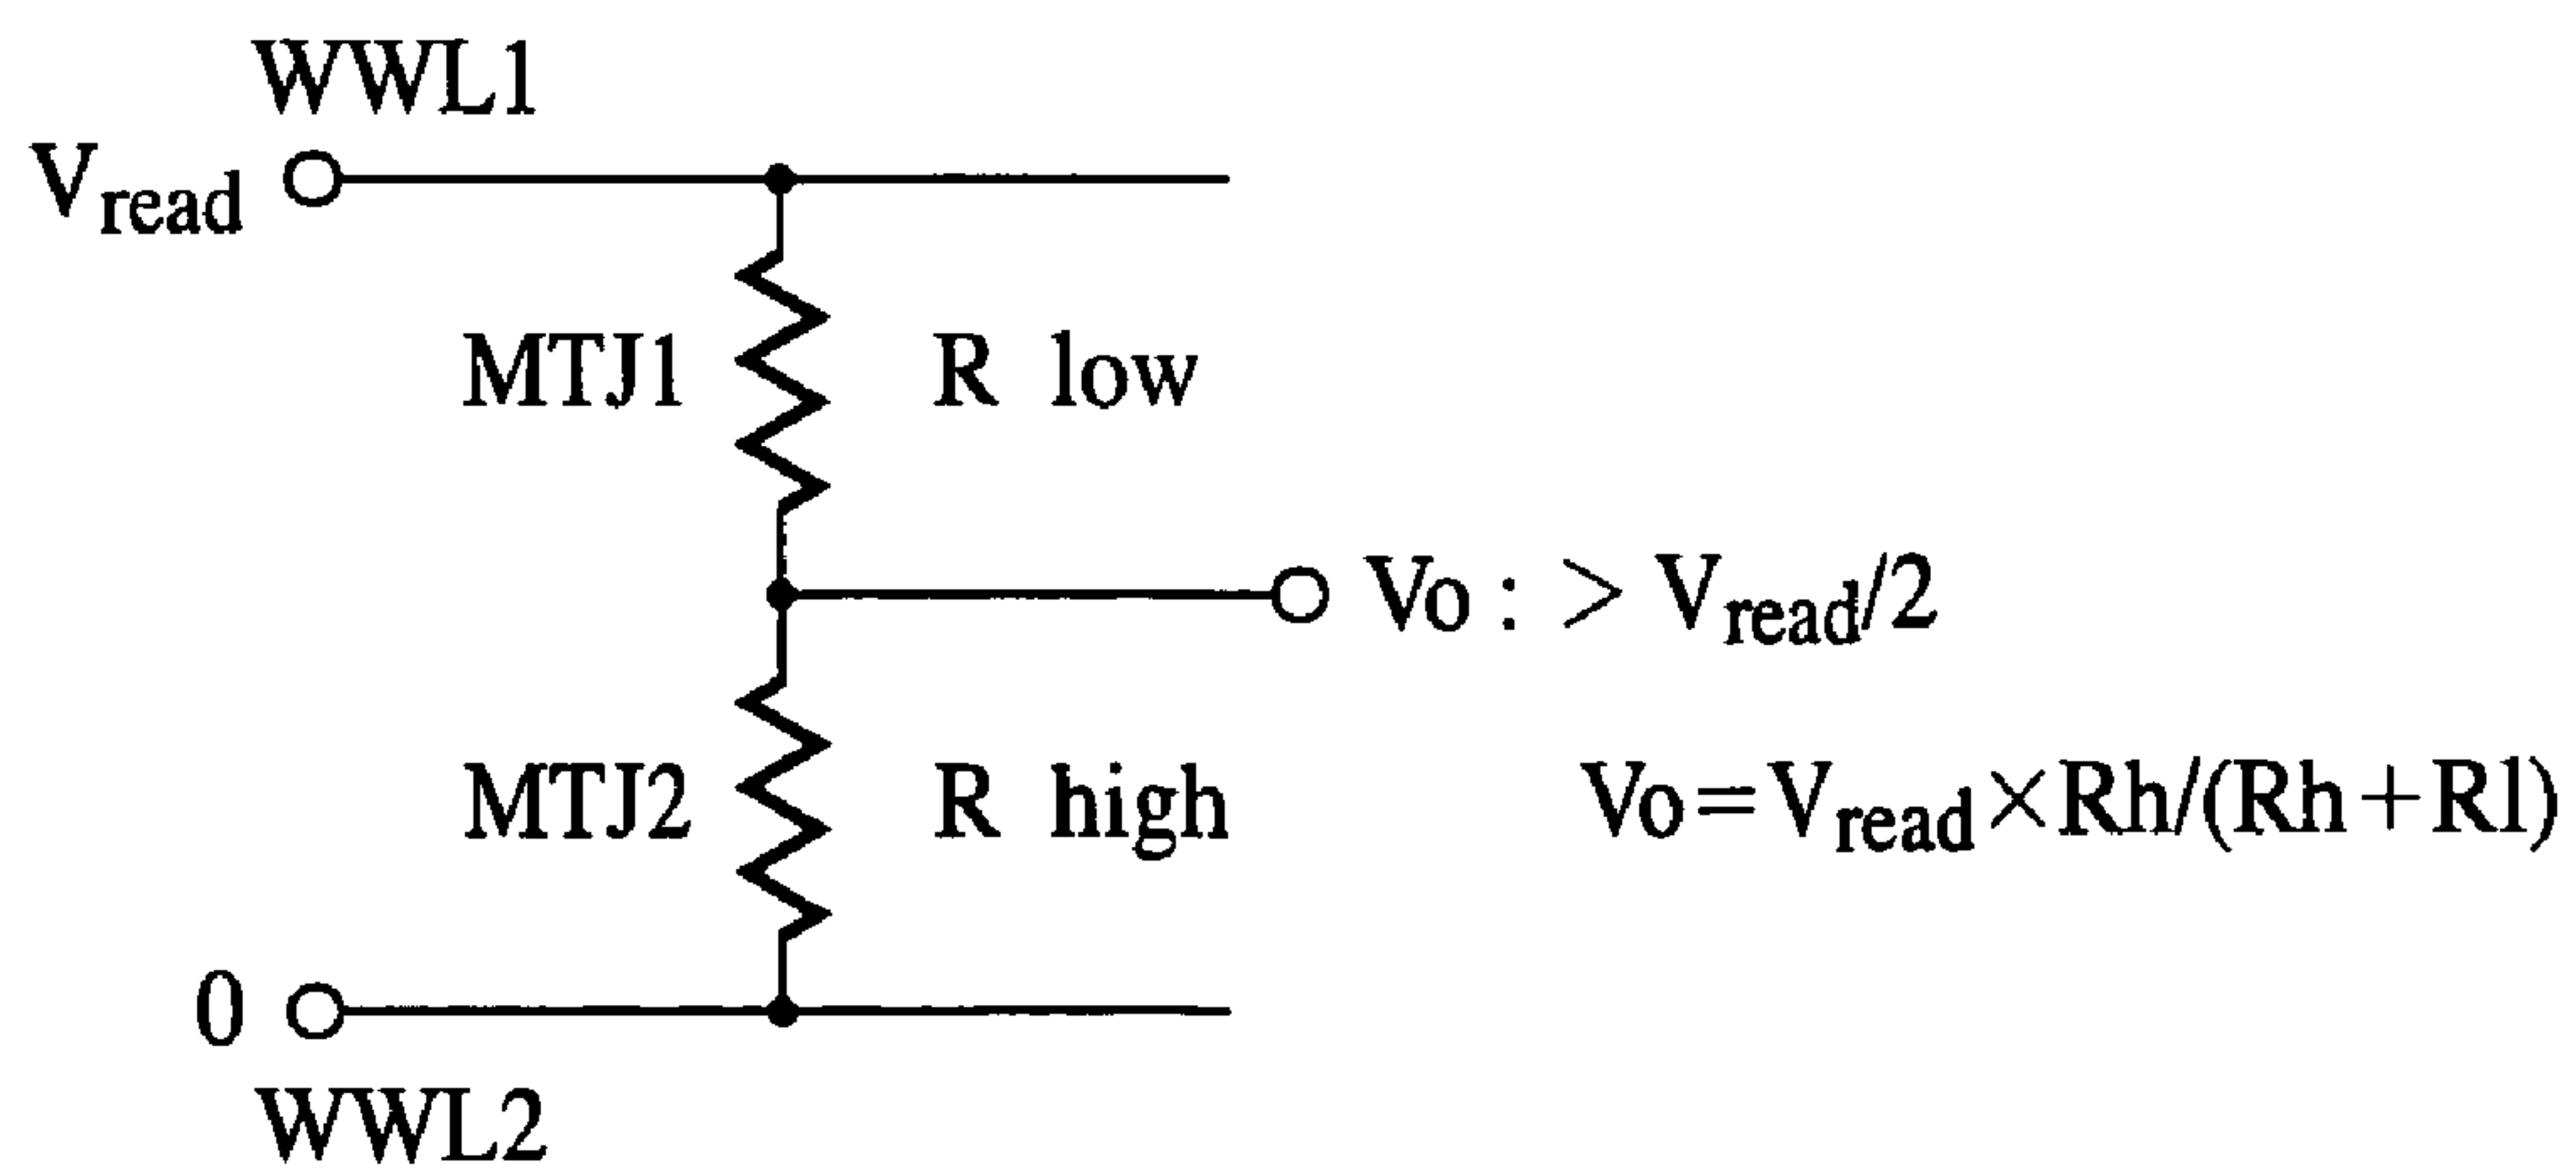 WWL1
Vread
MTJ1 R low
Vo : > Vread/2
MTJ2 R high
Vo=Vread×Rh/(Rh+Rl)
0
WWL2